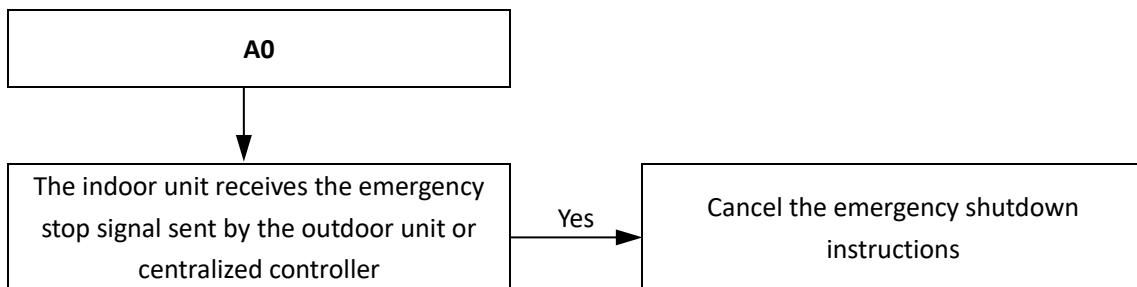 A0
The indoor unit receives the emergency
stop signal sent by the outdoor unit or
centralized controller
Yes
Cancel the emergency shutdown
instructions